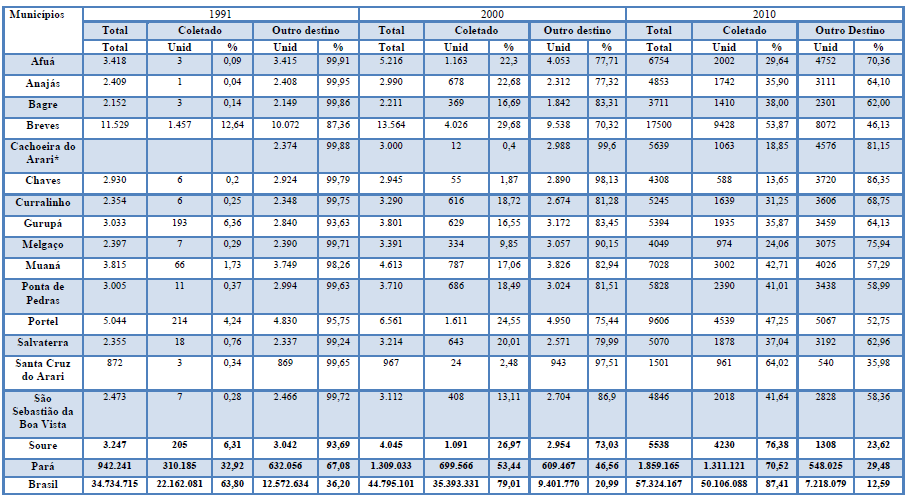 Municípios 1991 2000 2010
Total Coletado Outro destino Total Coletado Outro destino Total Coletado Outro Destino
Total Unid % Unid % Total Unid % Unid % Total Unid % Unid %
Afuá 3.418 3 0,09 3.415 99,91 5.216 1.163 22,3 4.053 77,71 6754 2002 29,64 4752 70,36
Anajás 2.409 1 0,04 2.408 99,95 2.990 678 22,68 2.312 77,32 4853 1742 35,90 3111 64,10
Bagre 2.152 3 0,14 2.149 99,86 2.211 369 16,69 1.842 83,31 3711 1410 38,00 2301 62,00
Breves 11.529 1.457 12,64 10.072 87,36 13.564 4.026 29,68 9.538 70,32 17500 9428 53,87 8072 46,13
Cachoeira do 2.374 99,88 3.000 12 0,4 2.988 99,6 5639 1063 18,85 4576 81,15
Arari*
Chaves 2.930 6 0,2 2.924 99,79 2.945 55 1,87 2.890 98,13 4308 588 13,65 3720 86,35
Curralinho 2.354 6 0,25 2.348 99,75 3.290 616 18,72 2.674 81,28 5245 1639 31,25 3606 68,75
Gurupá 3.033 193 6,36 2.840 93,63 3.801 629 16,55 3.172 83,45 5394 1935 35,87 3459 64,13
Melgaço 2.397 7 0,29 2.390 99,71 3.391 334 9,85 3.057 90,15 4049 974 24,06 3075 75,94
Muaná 3.815 66 1,73 3.749 98,26 4.613 787 17,06 3.826 82,94 7028 3002 42,71 4026 57,29
Ponta de 3.005 11 0,37 2.994 99,63 3.710 686 18,49 3.024 81,51 5828 2390 41,01 3438 58,99
Pedras
Portel 5.044 214 4,24 4.830 95,75 6.561 1.611 24,55 4.950 75,44 9606 4539 47,25 5067 52,75
Salvaterra 2.355 18 0,76 2.337 99,24 3.214 643 20,01 2.571 79,99 5070 1878 37,04 3192 62,96
Santa Cruz 872 3 0,34 869 99,65 967 24 2,48 943 97,51 1501 961 64,02 540 35,98
do Arari
São 2.473 7 0,28 2.466 99,72 3.112 408 13,11 2.704 86,9 4846 2018 41,64 2828 58,36
Sebastião da
Boa Vista
Soure 3.247 205 6,31 3.042 93,69 4.045 1.091 26,97 2.954 73,03 5538 4230 76,38 1308 23,62
Pará 942.241 310.185 32,92 632.056 67,08 1.309.033 699.566 53,44 609.467 46,56 1.859.165 1.311.121 70,52 548.025 29,48
Brasil 34.734.715 22.162.081 63,80 12.572.634 36,20 44.795.101 35.393.331 79,01 9.401.770 20,99 57.324.167 50.106.088 87,41 7.218.079 12,59